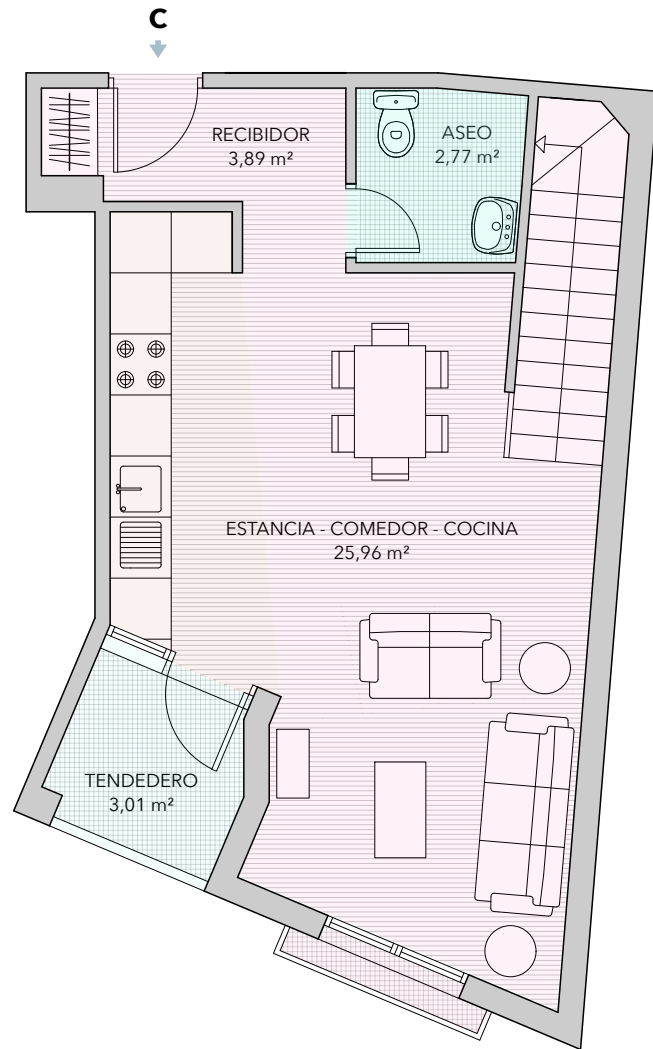 C
RECIBIDOR
3,89 m²
ASEO
2,77 m²
ESTANCIA - COMEDOR - COCINA
25,96 m²
TENDEDERO
3,01 m²